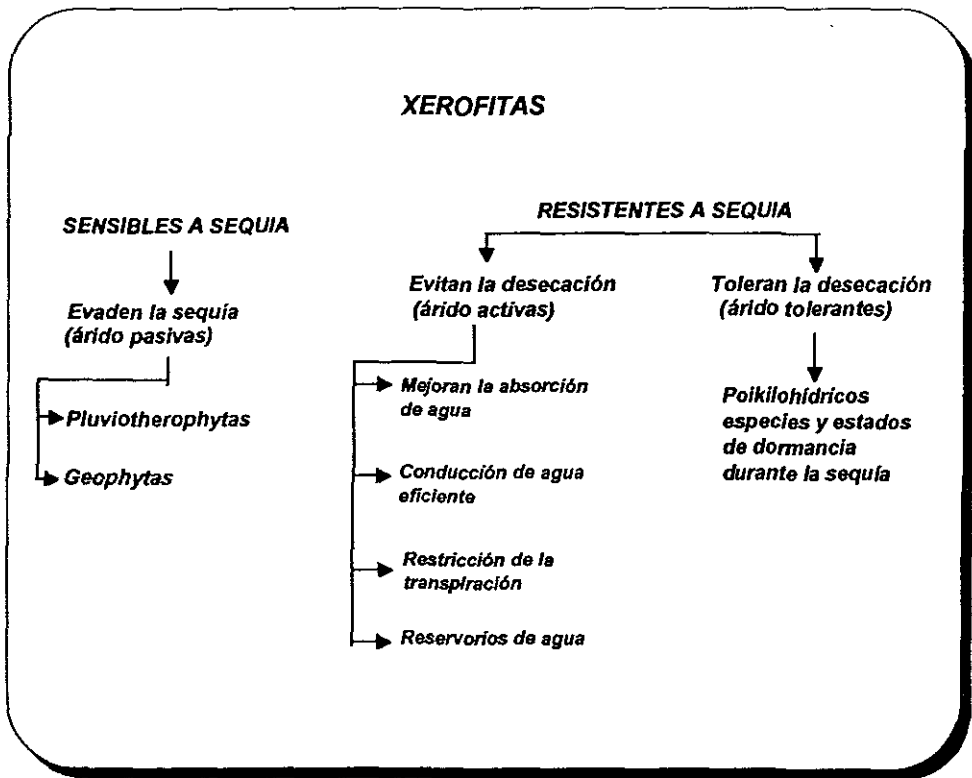 XEROFITAS
SENSIBLES A SEQUIA
Evaden la sequía
(árido pasivas)
Pluviotherophytas
Geophytas
RESISTENTES A SEQUIA
Evitan la desecación
(árido activas)
Mejoran la absorción
de agua
Conducción de agua
eficiente
Restricción de la
transpiración
Reservorios de agua
Toleran la desecación
(árido tolerantes)
Poikilohídricos
especies y estados
de dormancia
durante la sequía